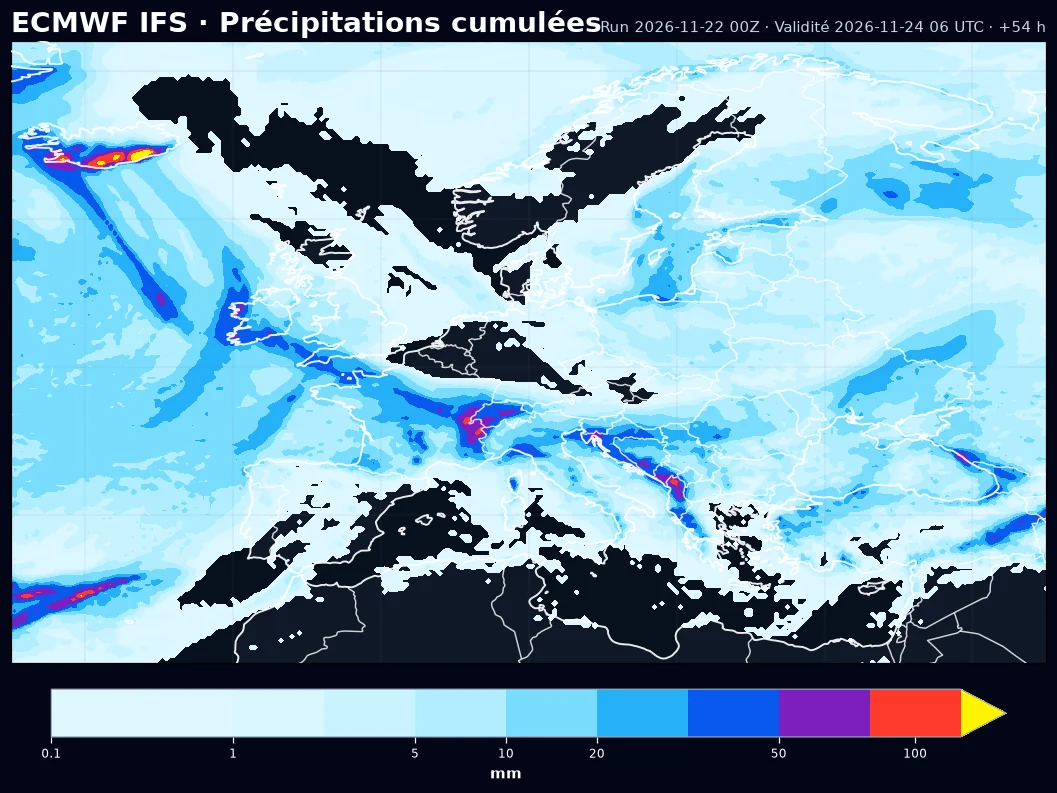 ECMWF IFS · Précipitations cumulées
Run 2026-11-22 00Z · Validité 2026-11-24 06 UTC · +54 h
0.1 1 5 10 20 50 100
mm